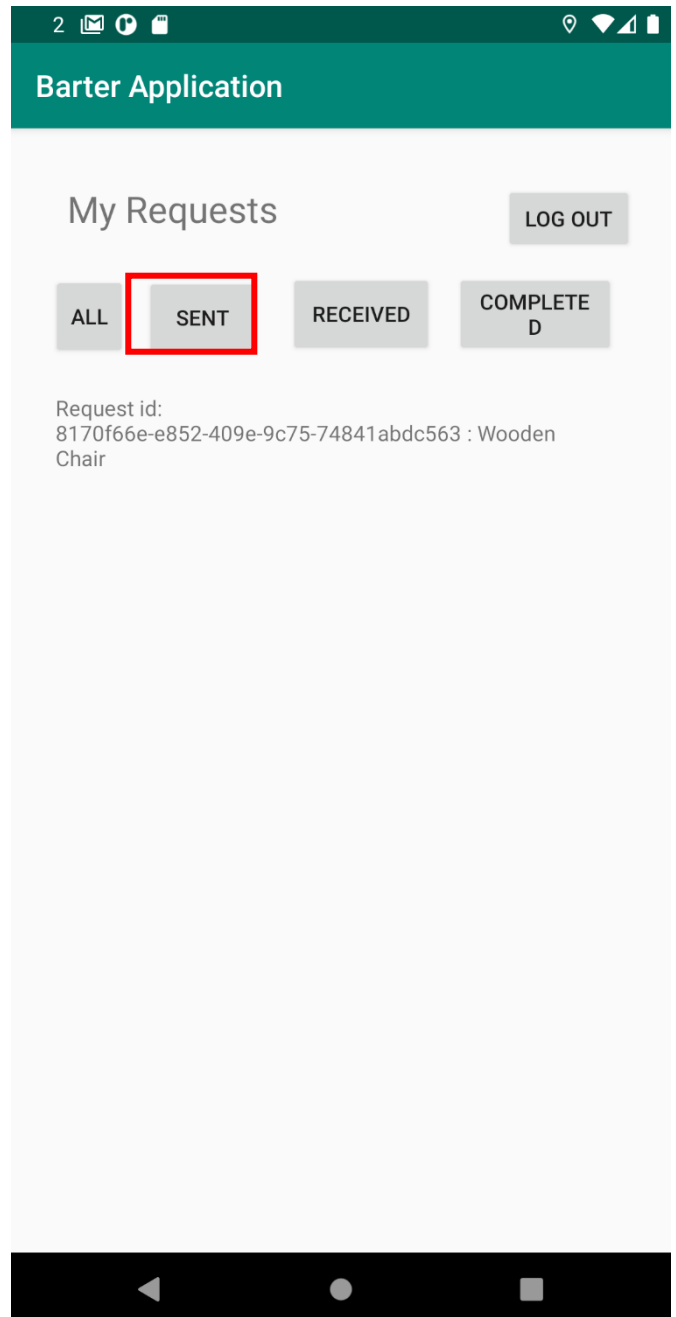 2
Barter Application
My Requests
LOG OUT
ALL
SENT
RECEIVED
COMPLETE
D
Request id:
8170f66e-e852-409e-9c75-74841abdc563 : Wooden
Chair